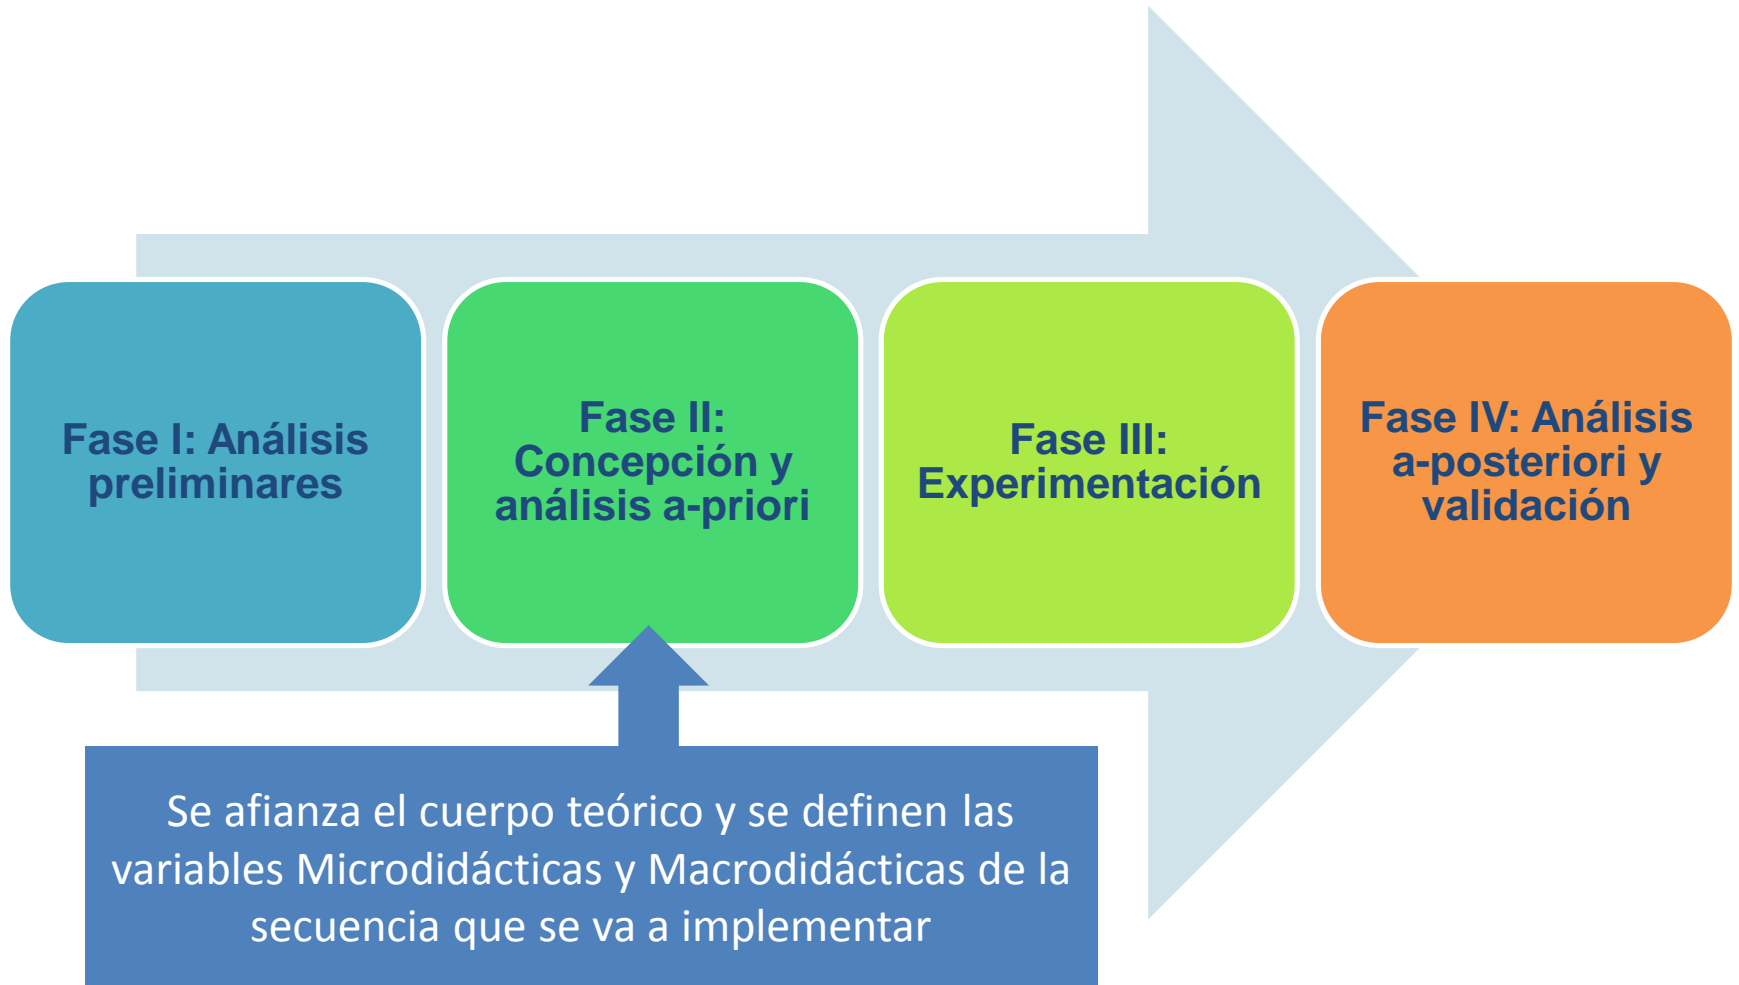 Fase I: Análisis
preliminares
Fase II:
Concepción y
análisis a-priori
Fase III:
Experimentación
Fase IV: Análisis
a-posteriori y
validación
Se afianza el cuerpo teórico y se definen las
variables Microdidácticas y Macrodidácticas de la
secuencia que se va a implementar